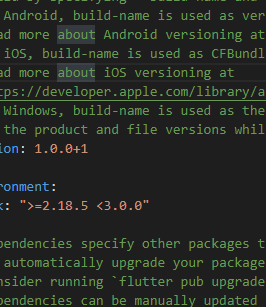 Android, build-name is used as ver
ad more about Android versioning at
iOS, build-name is used as CFBundl
ad more about iOS versioning at
tps://developer.apple.com/library/a
Windows, build-name is used as the
the product and file versions whil
ion: 1.0.0+1
ronment:
k: ">=2.18.5 <3.0.0"
pendencies specify other packages t
automatically upgrade your package
nsider running `flutter pub upgrade
pendencies can be manually updated